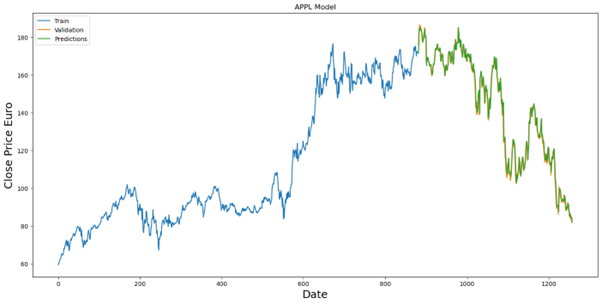 APPL Model
Train
Validation
Predictions
Close Price Euro
180
160
140
120
100
80
60
0 200 400 600 800 1000 1200
Date